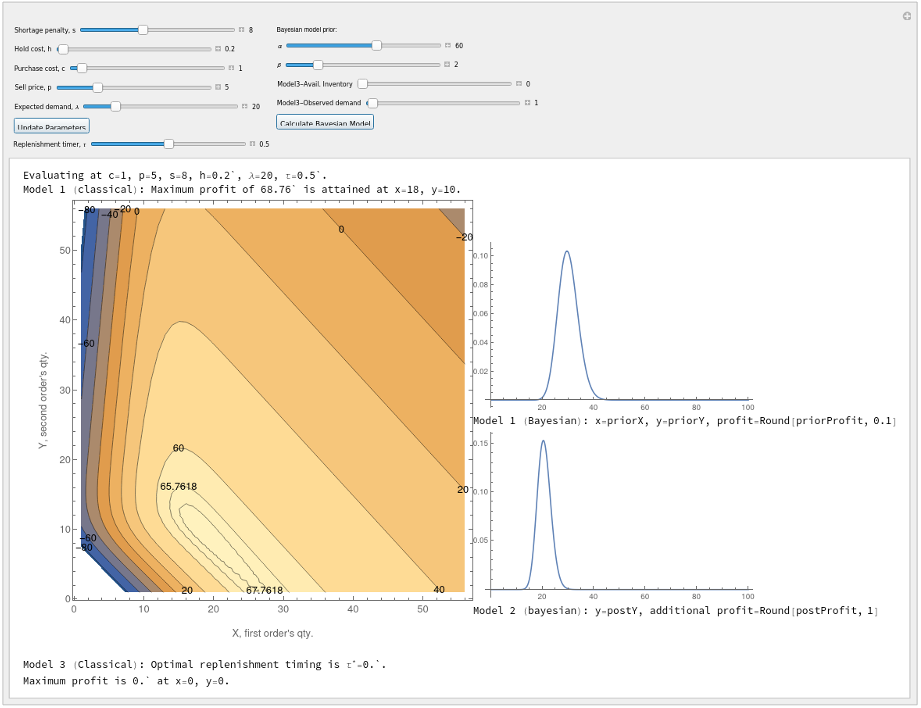 Shortage penalty, s 8
Hold cost, h 0.2
Purchase cost, c 1
Sell price, p 5
Expected demand, λ 20
Update Parameters
Replenishment timer, τ 0.5
Bayesian model prior:
α 60
β 2
Model3-Avail. Inventory 0
Model3-Observed demand 1
Calculate Bayesian Model
Evaluating at c=1, p=5, s=8, h=0.2`, λ=20, τ=0.5`.
Model 1 (classical): Maximum profit of 68.76` is attained at x=18, y=10.
-80 -40 -20 0
0
-20
-60
60
65.7618
20
-60
-80
20
67.7618
40
50
40
30
20
10
0
0 10 20 30 40 50
Y, second order's qty.
X, first order's qty.
0.10
0.08
0.06
0.04
0.02
20 40 60 80 100
Model 1 (Bayesian): x=priorX, y=priorY, profit=Round[priorProfit, 0.1]
0.15
0.10
0.05
20 40 60 80 100
Model 2 (bayesian): y=postY, additional profit=Round[postProfit, 1]
Model 3 (Classical): Optimal replenishment timing is τ*=0.`.
Maximum profit is 0.` at x=0, y=0.